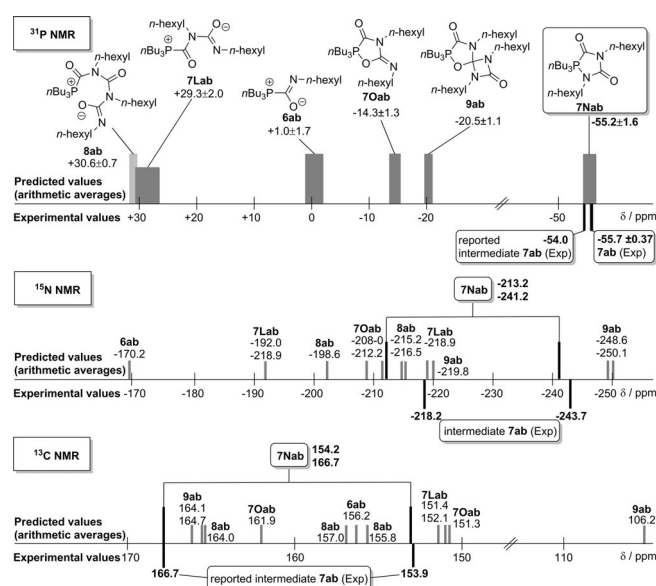 ³¹P NMR
n-hexyl
nBu₃P
n-hexyl
n-hexyl
8ab
+30.6±0.7
n-hexyl
nBu₃P
n-hexyl
7Lab
+29.3±2.0
n-hexyl
nBu₃P
6ab
+1.0±1.7
n-hexyl
nBu₃P
n-hexyl
7Oab
-14.3±1.3
n-hexyl
n-hexyl
nBu₃P
n-hexyl
9ab
-20.5±1.1
n-hexyl
nBu₃P
n-hexyl
7Nab
-55.2±1.6
Predicted values
(arithmetic averages)
Experimental values
+30 +20 +10 0 -10 -20 -50 δ / ppm
reported -54.0
intermediate 7ab (Exp)
-55.7 ±0.37
7ab (Exp)
¹⁵N NMR
7Nab -213.2
-241.2
6ab
-170.2
7Lab
-192.0
-218.9
8ab
-198.6
7Oab
-208-0
-212.2
8ab
-215.2
-216.5
7Lab
-218.9
9ab
-219.8
9ab
-248.6
-250.1
Predicted values
(arithmetic averages)
Experimental values
-170 -180 -190 -200 -210 -220 -230 -240 -250 δ / ppm
-218.2 intermediate 7ab (Exp) -243.7
¹³C NMR
7Nab 154.2
166.7
9ab
164.1
164.7
8ab
164.0
7Oab
161.9
6ab
156.2
8ab
157.0
8ab
155.8
7Lab
151.4
152.1
7Oab
151.3
9ab
106.2
Predicted values
(arithmetic averages)
Experimental values
170 160 150 110 δ / ppm
166.7 reported intermediate 7ab (Exp) 153.9